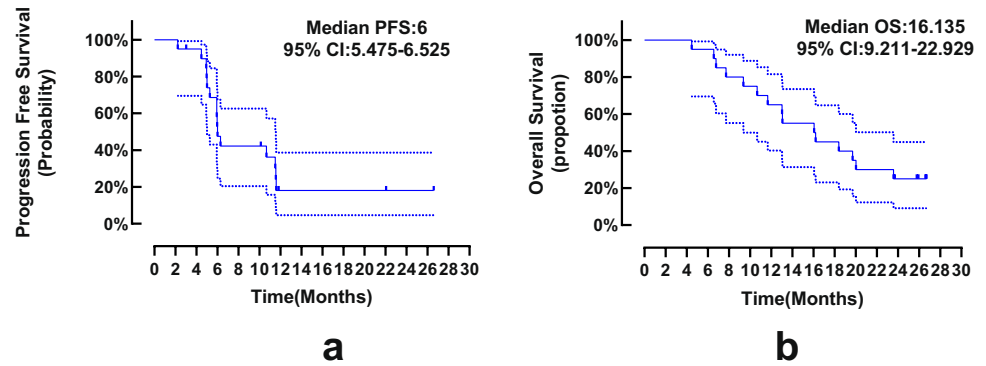 Progression Free Survival
(Probability)
100%
80%
60%
40%
20%
0%
Median PFS:6
95% CI:5.475-6.525
0 2 4 6 8 10 12 14 16 18 20 22 24 26 28 30
Time(Months)
a
Overall Survival
(propotion)
100%
80%
60%
40%
20%
0%
Median OS:16.135
95% CI:9.211-22.929
0 2 4 6 8 10 12 14 16 18 20 22 24 26 28 30
Time(Months)
b